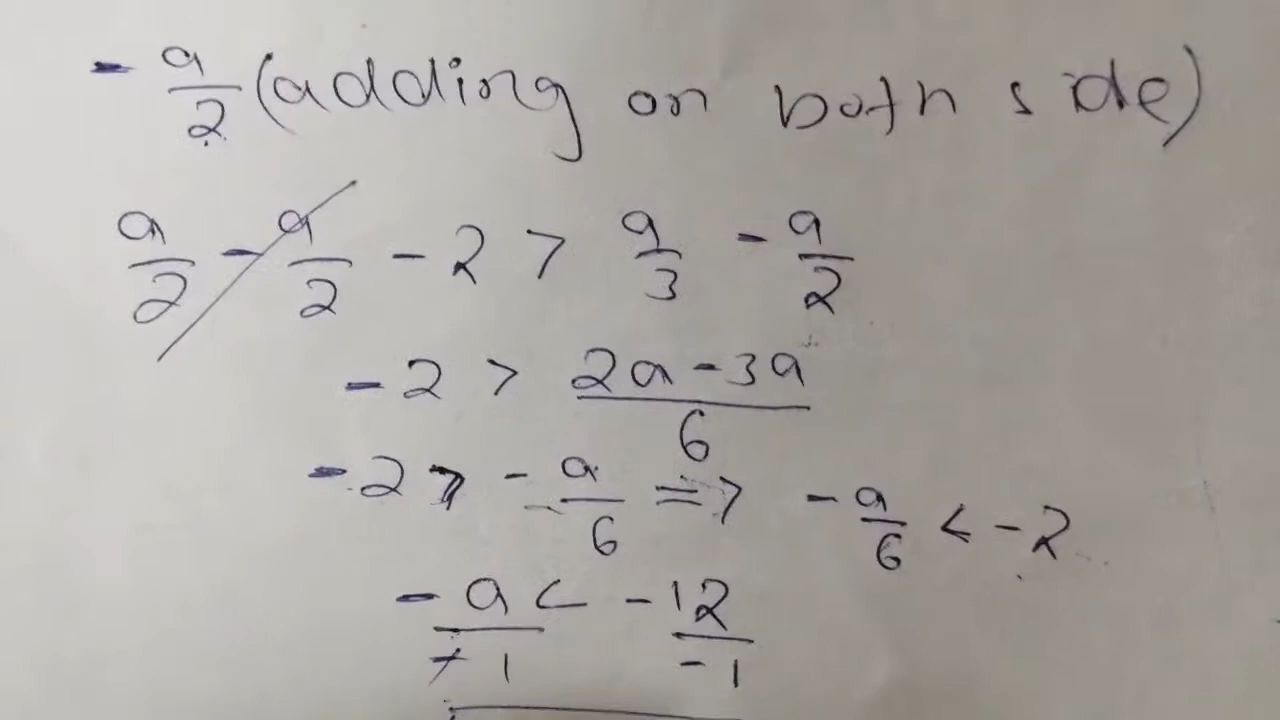 - a/2 (adding on both side)
a/2 - a/2 - 2 > a/3 - a/2
- 2 > (2a - 3a)/6
- 2 > - a/6 => - a/6 < - 2
- a/-1 < - 12/-1